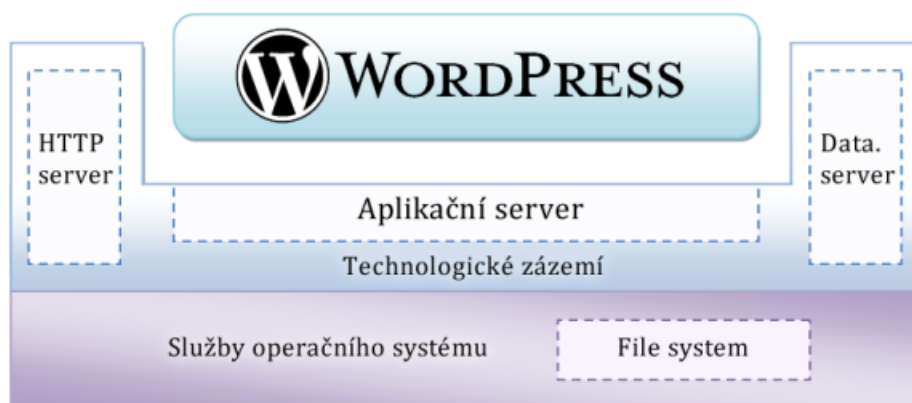 WORDPRESS
HTTP
server
Data.
server
Aplikační server
Technologické zázemí
Služby operačního systému
File system